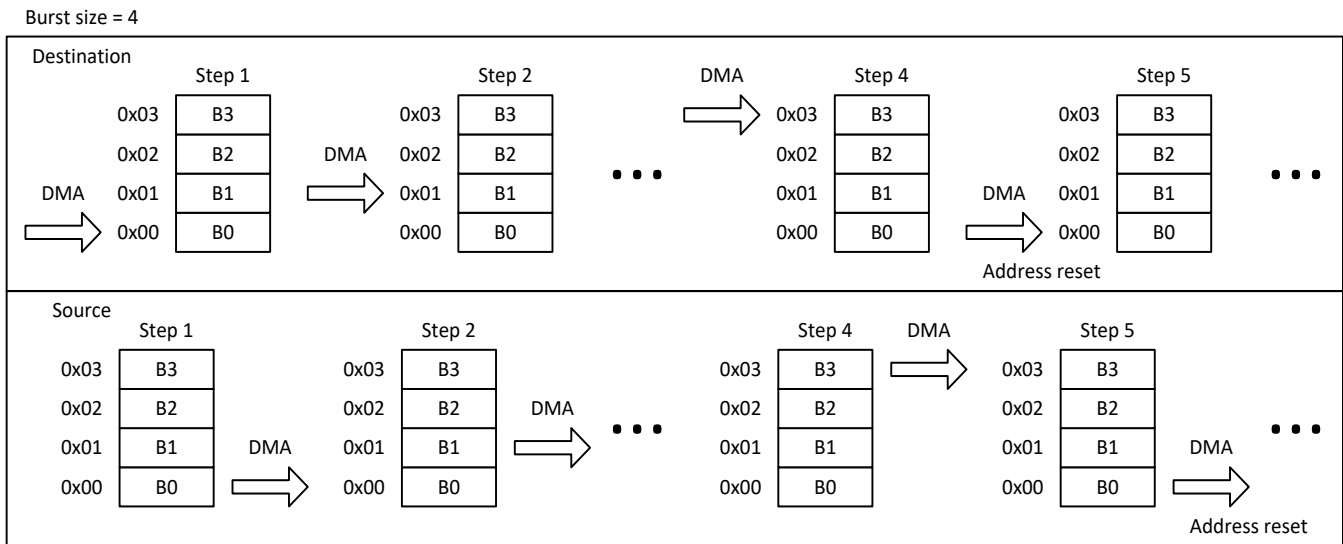 Burst size = 4
Destination
Step 1 Step 2 DMA Step 4 Step 5
0x03 B3 0x03 B3 0x03 B3 0x03 B3
0x02 B2 DMA 0x02 B2 0x02 B2 0x02 B2
DMA 0x01 B1 0x01 B1 0x01 B1 DMA 0x01 B1
0x00 B0 0x00 B0 0x00 B0 0x00 B0
Address reset
Source
Step 1 Step 2 Step 4 DMA Step 5
0x03 B3 0x03 B3 0x03 B3 0x03 B3
0x02 B2 0x02 B2 DMA 0x02 B2 0x02 B2
0x01 B1 DMA 0x01 B1 0x01 B1 0x01 B1 DMA
0x00 B0 0x00 B0 0x00 B0 0x00 B0
Address reset